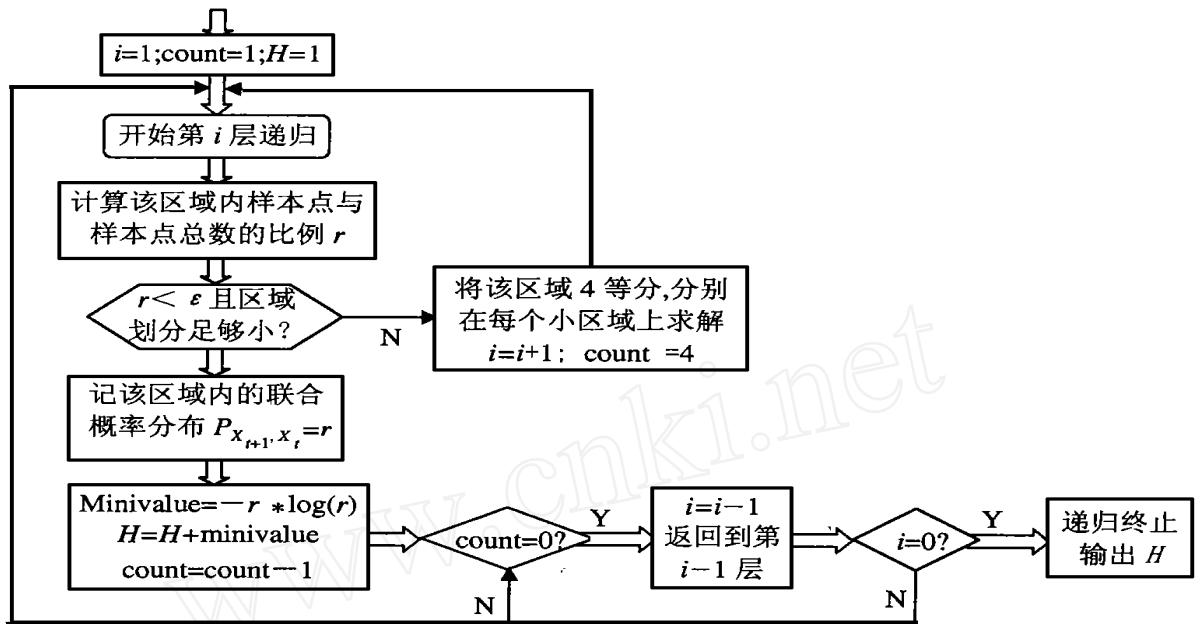 i=1;count=1;H=1
开始第 i 层递归
计算该区域内样本点与
样本点总数的比例 r
r< ε 且区域
划分足够小?
N
将该区域 4 等分,分别
在每个小区域上求解
i=i+1; count =4
记该区域内的联合
概率分布 P_{X_{t+1}, X_t}=r
Minivalue=−r *log(r)
H=H+minivalue
count=count−1
count=0?
Y
N
i=i−1
返回到第
i−1 层
i=0?
Y
N
递归终止
输出 H
www.cnki.net